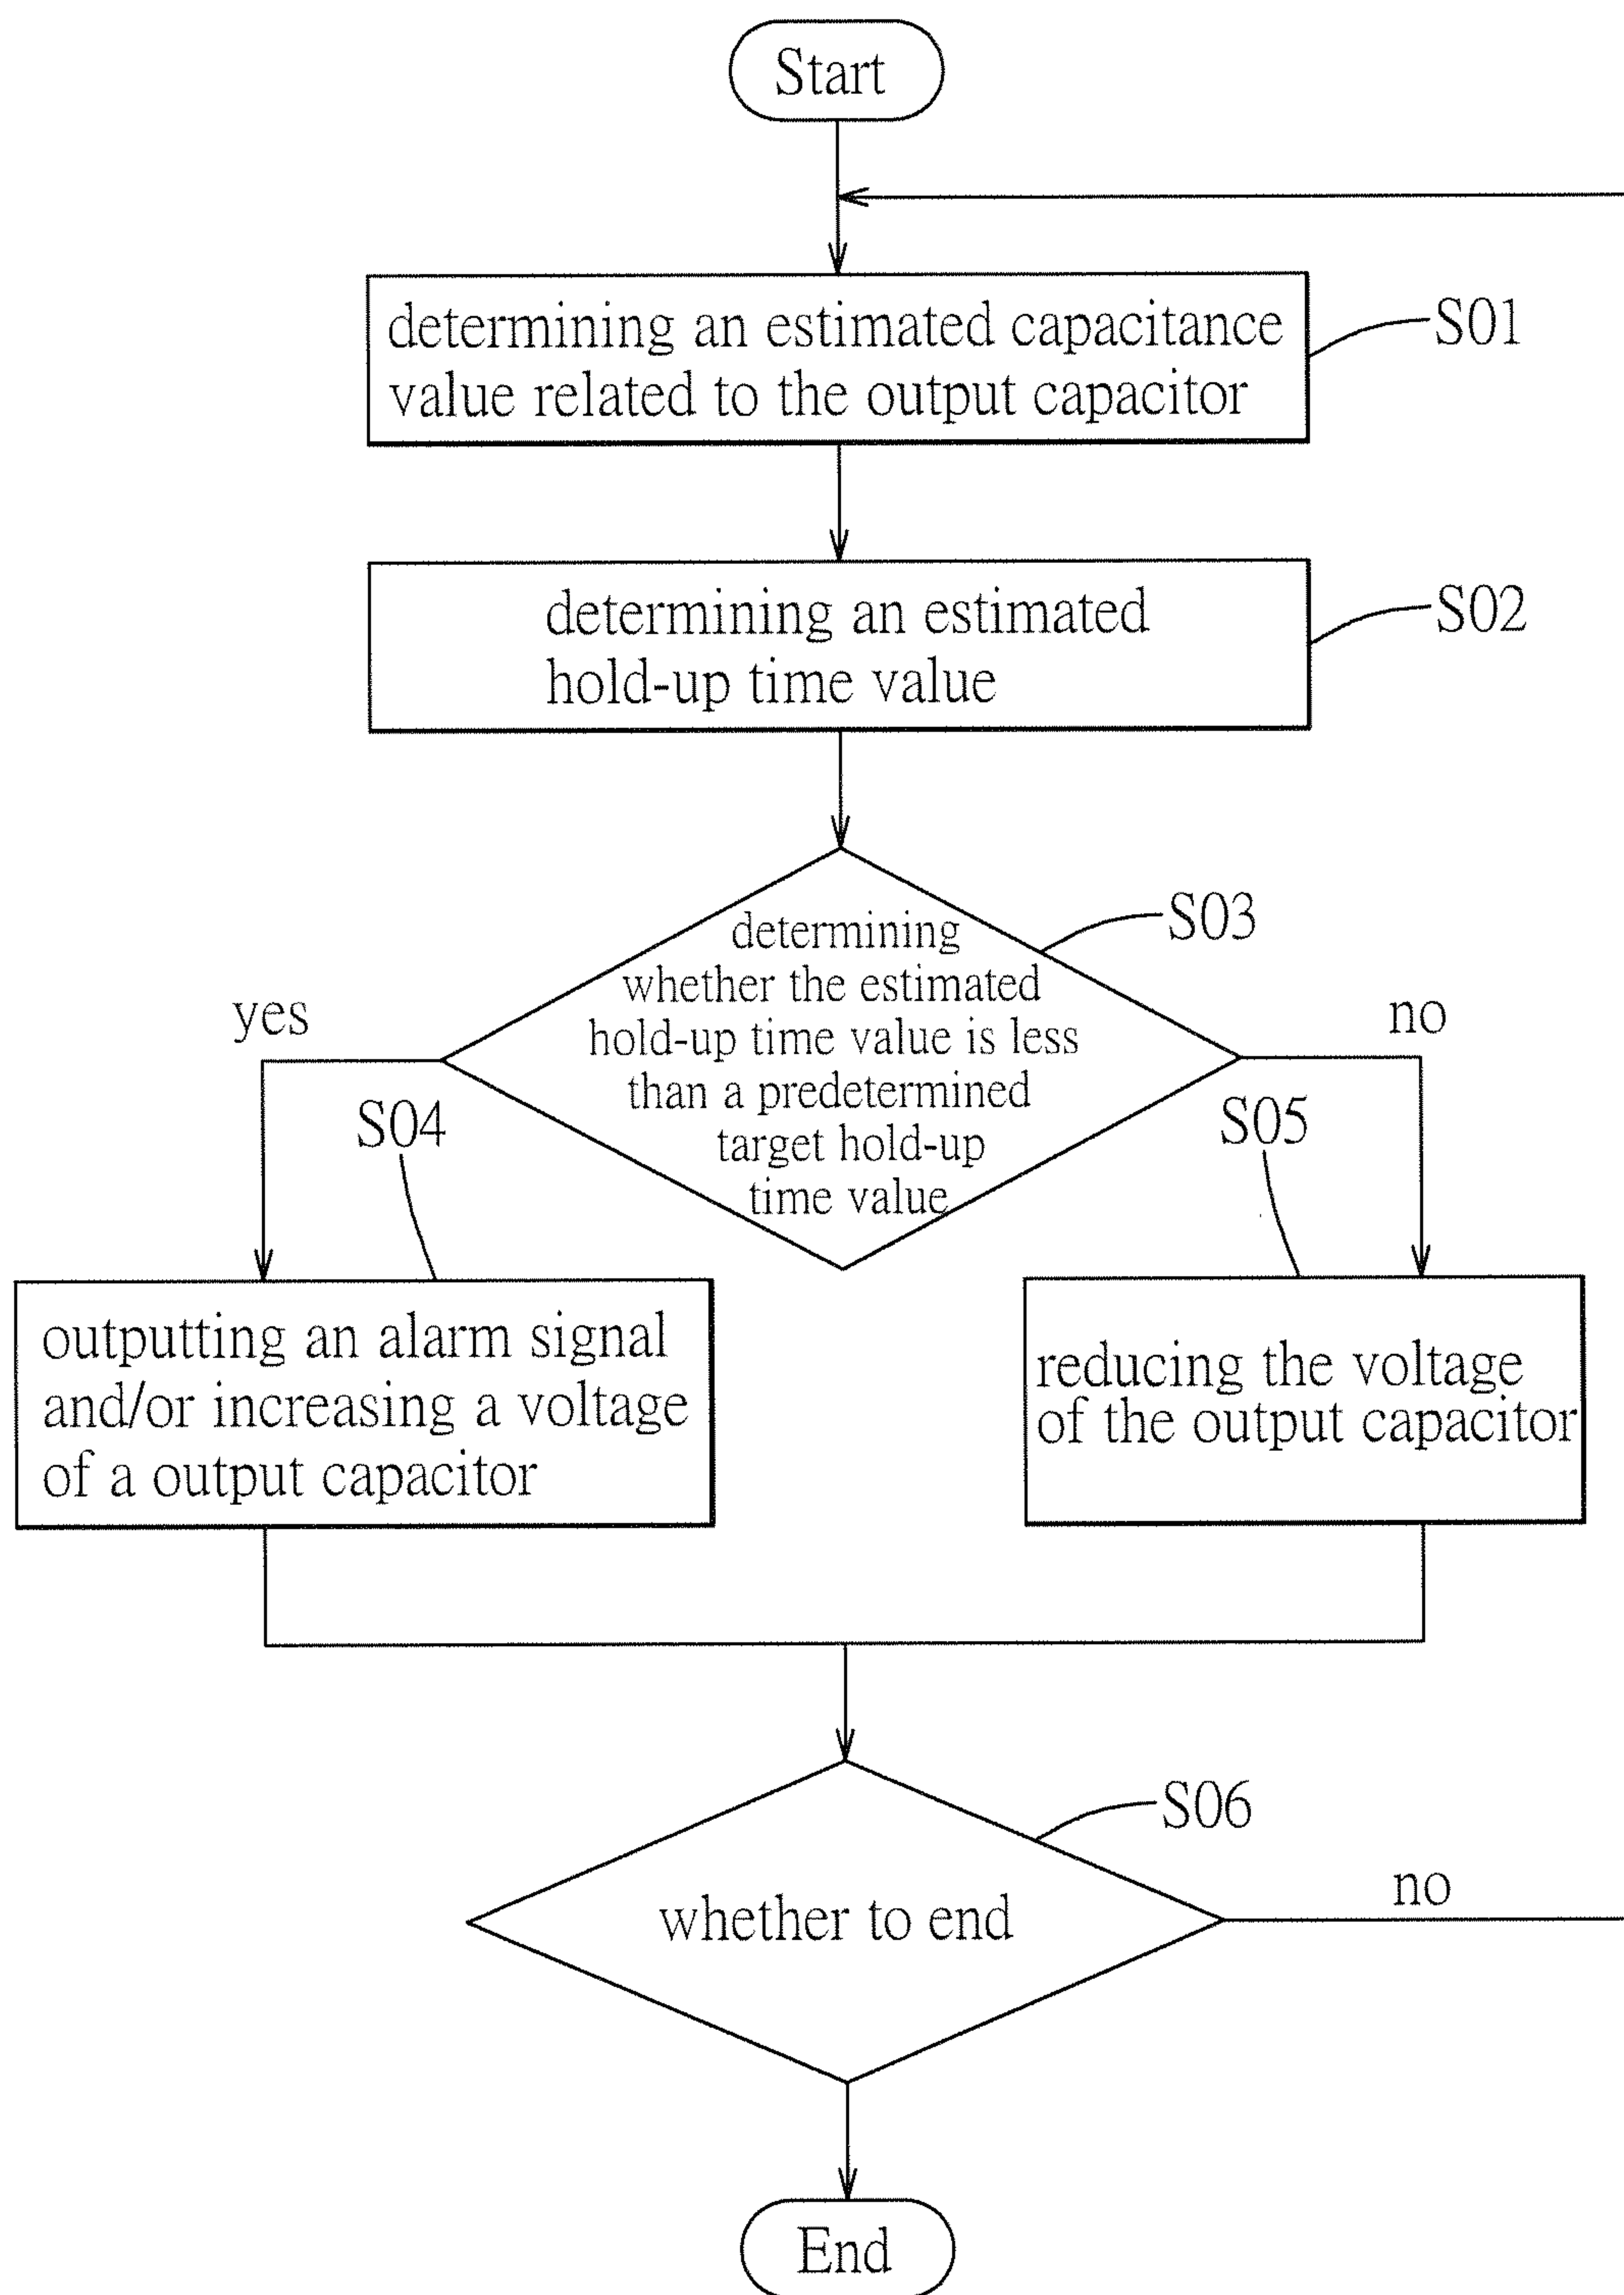 Start
determining an estimated capacitance
value related to the output capacitor
S01
determining an estimated
hold-up time value
S02
determining
whether the estimated
hold-up time value is less
than a predetermined
target hold-up
time value
S03
yes
no
S04
S05
outputting an alarm signal
and/or increasing a voltage
of a output capacitor
reducing the voltage
of the output capacitor
S06
whether to end
no
End